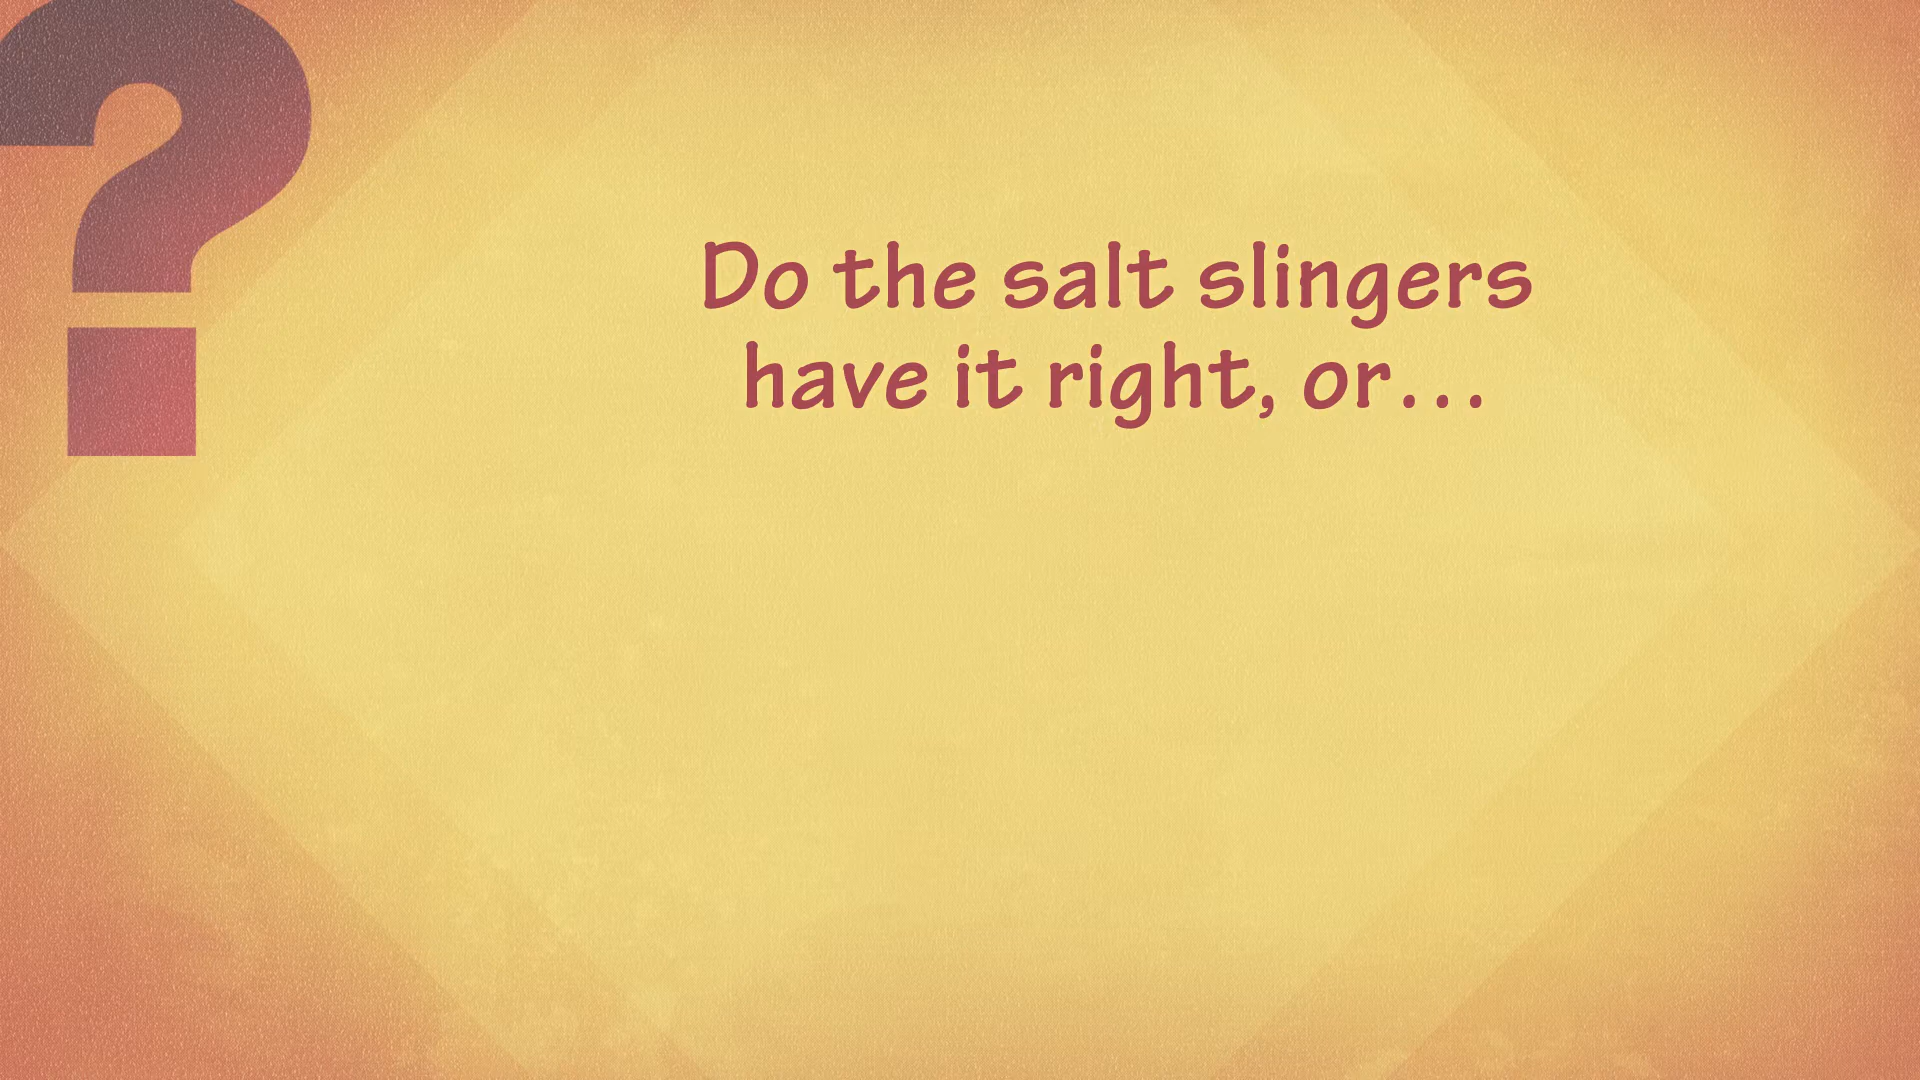 ?
Do the salt slingers
have it right, or...